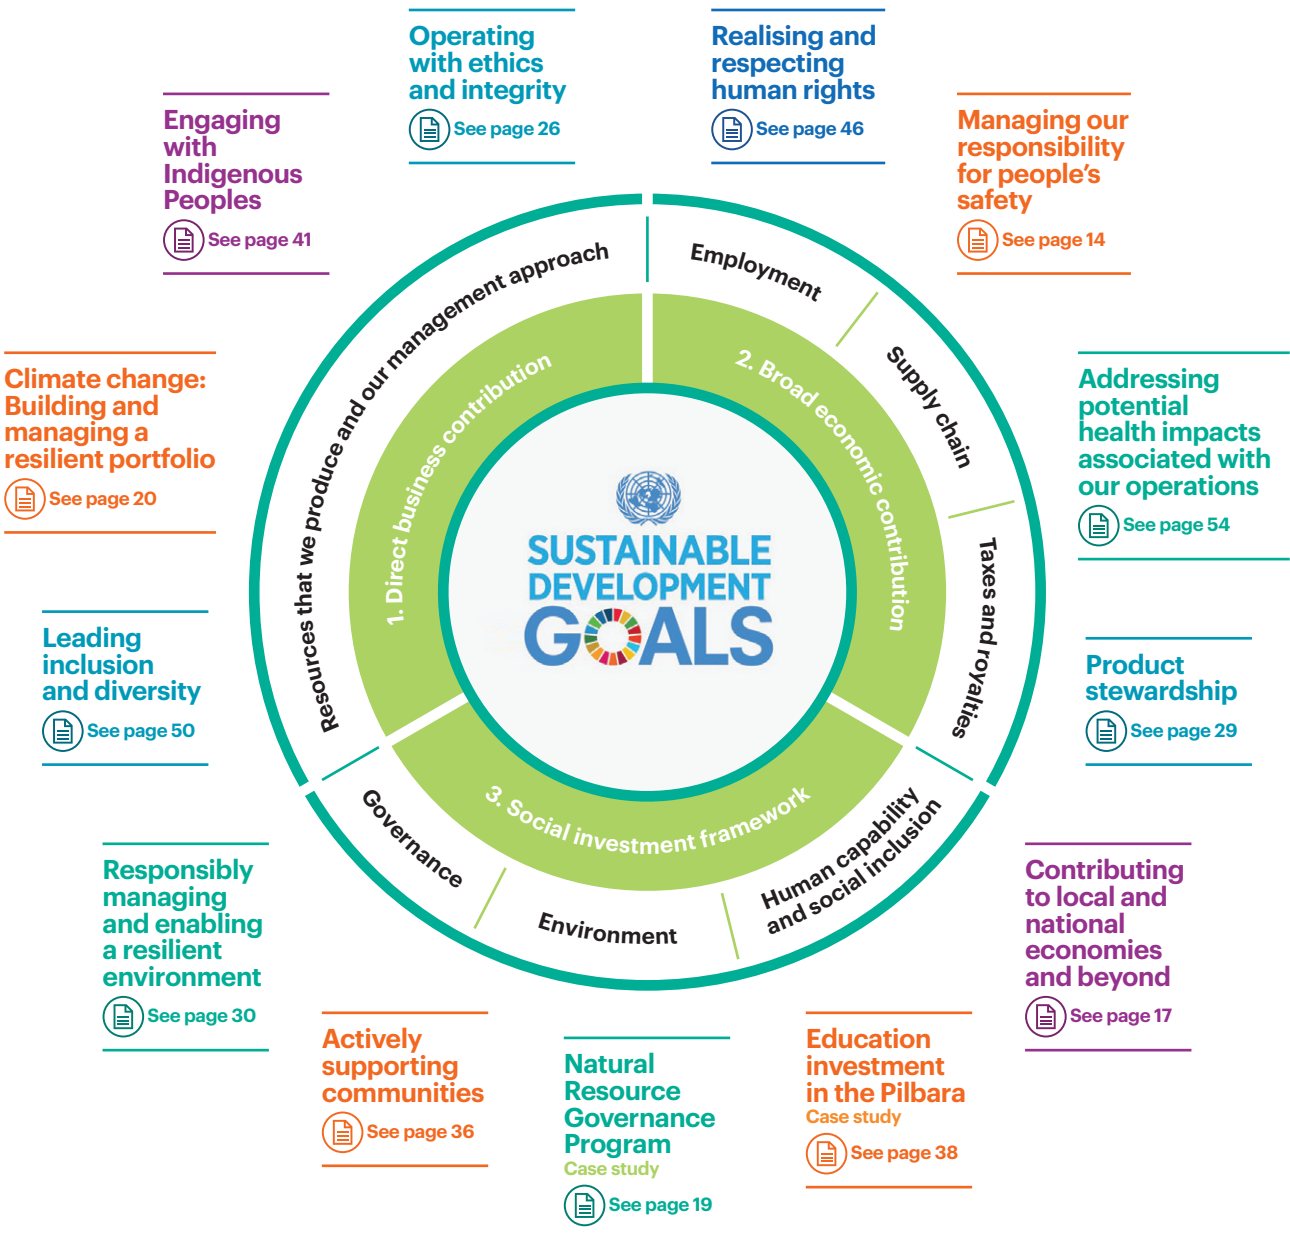 Operating
with ethics
and integrity
See page 26
Realising and
respecting
human rights
See page 46
Engaging
with
Indigenous
Peoples
See page 41
Managing our
responsibility
for people's
safety
See page 14
Climate change:
Building and
managing a
resilient portfolio
See page 20
Addressing
potential
health impacts
associated with
our operations
See page 54
Leading
inclusion
and diversity
See page 50
Product
stewardship
See page 29
Responsibly
managing
and enabling
a resilient
environment
See page 30
Contributing
to local and
national
economies
and beyond
See page 17
Actively
supporting
communities
See page 36
Natural
Resource
Governance
Program
Case study
See page 19
Education
investment
in the Pilbara
Case study
See page 38
Resources that we produce and our management approach
Employment
Supply chain
Taxes and royalties
Human capability
and social inclusion
Environment
Governance
1. Direct business contribution
2. Broad economic contribution
3. Social investment framework
SUSTAINABLE
DEVELOPMENT
GOALS